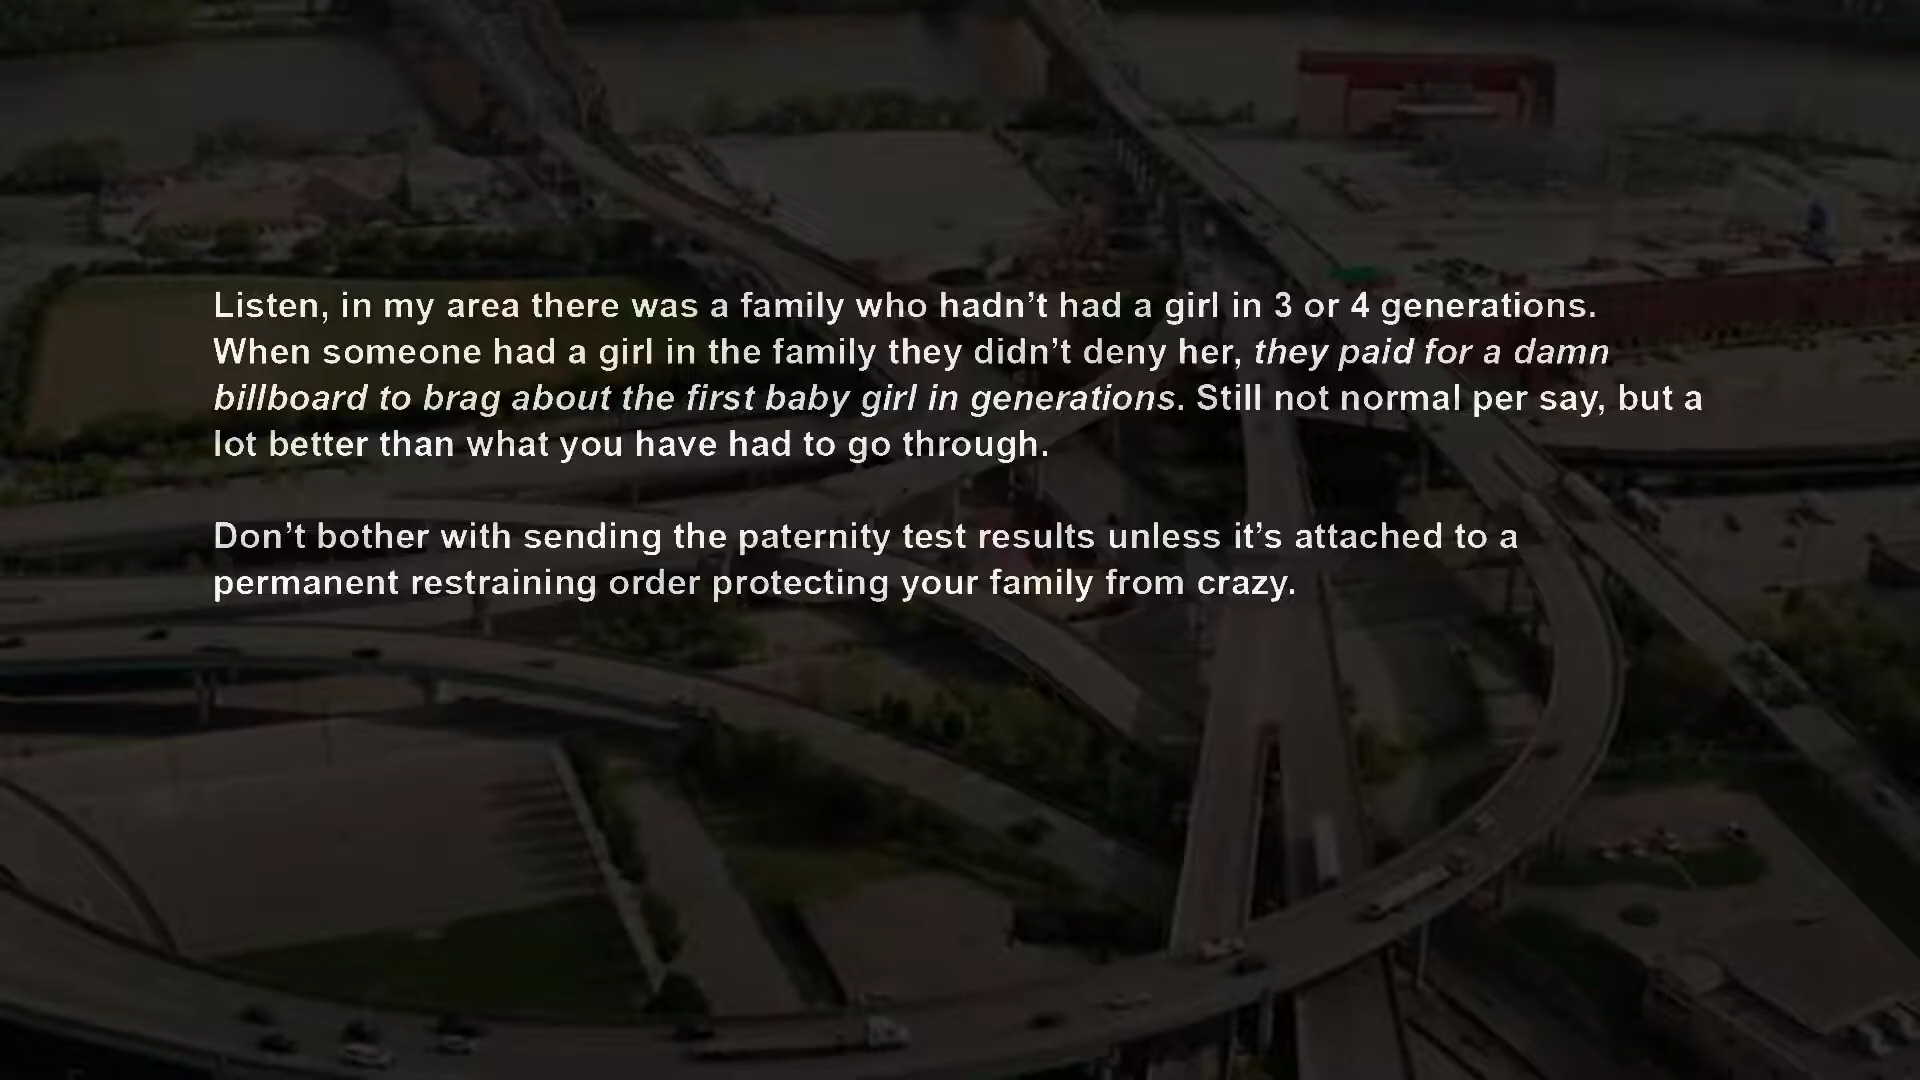 Listen, in my area there was a family who hadn’t had a girl in 3 or 4 generations.
When someone had a girl in the family they didn’t deny her, they paid for a damn
billboard to brag about the first baby girl in generations. Still not normal per say, but a
lot better than what you have had to go through.
Don’t bother with sending the paternity test results unless it’s attached to a
permanent restraining order protecting your family from crazy.